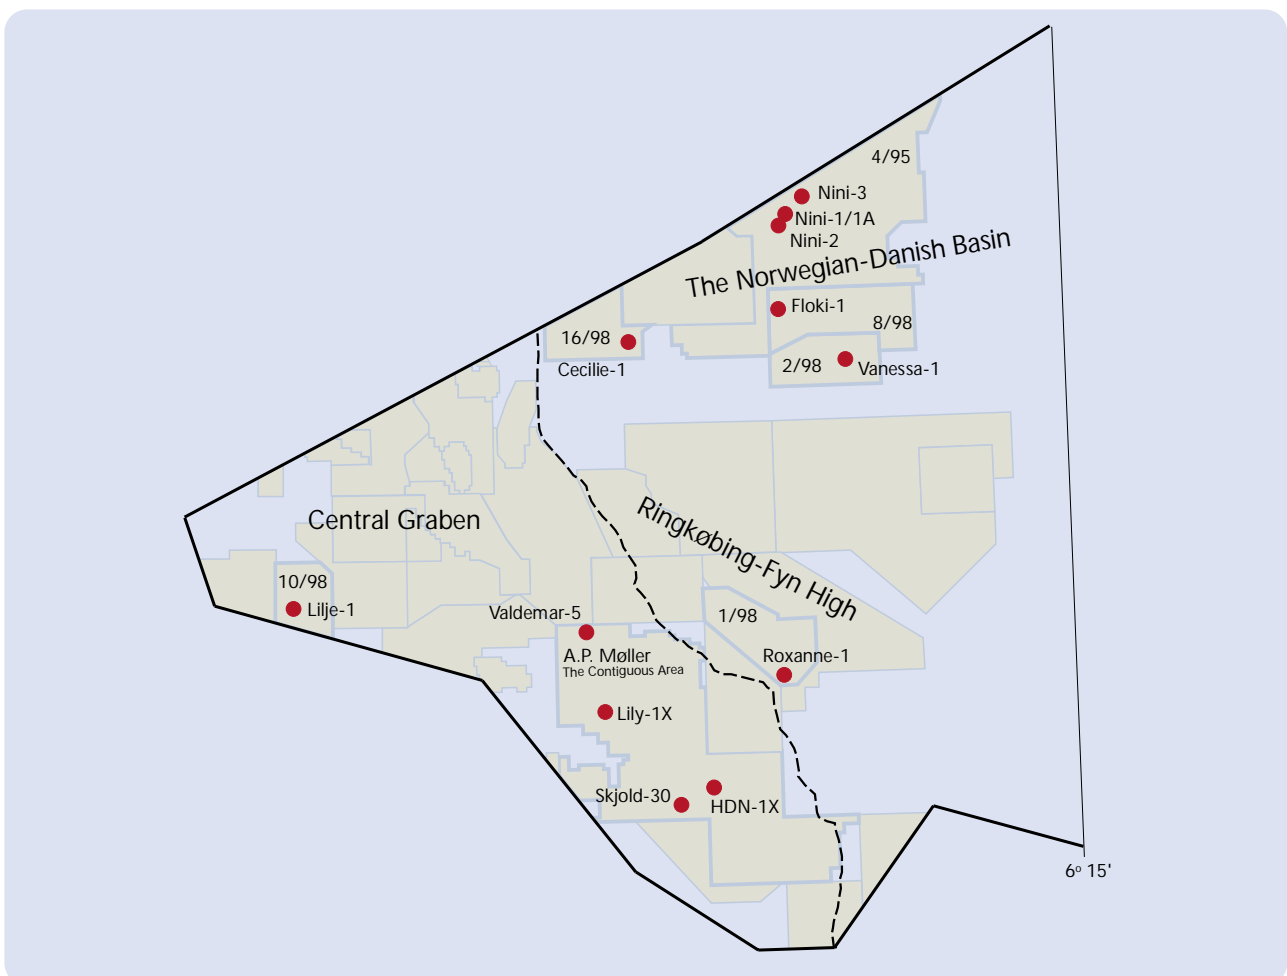 4/95
Nini-3
Nini-1/1A
Nini-2
The Norwegian-Danish Basin
Floki-1
8/98
16/98
Cecilie-1
2/98
Vanessa-1
Central Graben
Ringkøbing-Fyn High
10/98
Lilje-1
Valdemar-5
1/98
A.P. Møller
The Contiguous Area
Roxanne-1
Lily-1X
Skjold-30
HDN-1X
6º 15'